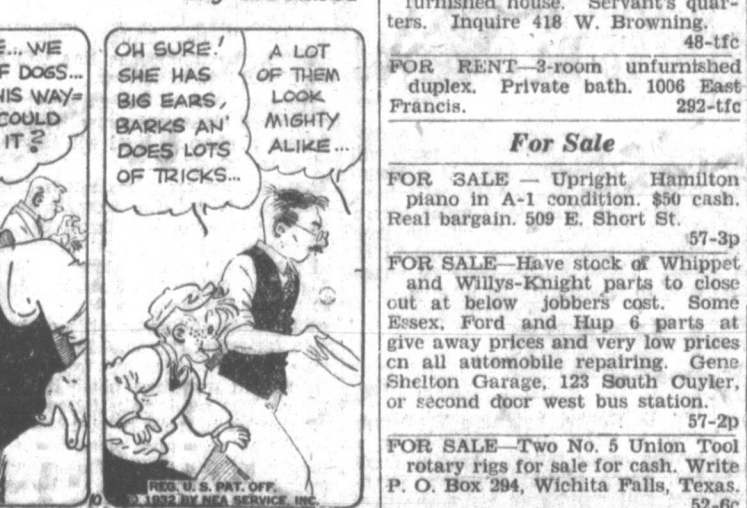 E... WE
F DOGS...
HIS WAY=
COULD
IT ?
OH SURE!
SHE HAS
BIG EARS,
BARKS AN'
DOES LOTS
OF TRICKS...
A LOT
OF THEM
LOOK
MIGHTY
ALIKE...
REG. U. S. PAT. OFF.
© 1932 BY NEA SERVICE, INC.
furnished house. Servant's quar-
ters. Inquire 418 W. Browning.
48-tfc
FOR RENT—3-room unfurnished
duplex. Private bath. 1006 East
Francis. 292-tfc
For Sale
FOR SALE — Upright Hamilton
piano in A-1 condition. $50 cash.
Real bargain. 509 E. Short St.
57-3p
FOR SALE—Have stock of Whippet
and Willys-Knight parts to close
out at below jobbers cost. Some
Essex, Ford and Hup 6 parts at
give away prices and very low prices
on all automobile repairing. Gene
Shelton Garage, 123 South Cuyler,
or second door west bus station.
57-2p
FOR SALE—Two No. 5 Union Tool
rotary rigs for sale for cash. Write
P. O. Box 294, Wichita Falls, Texas.
52-6c